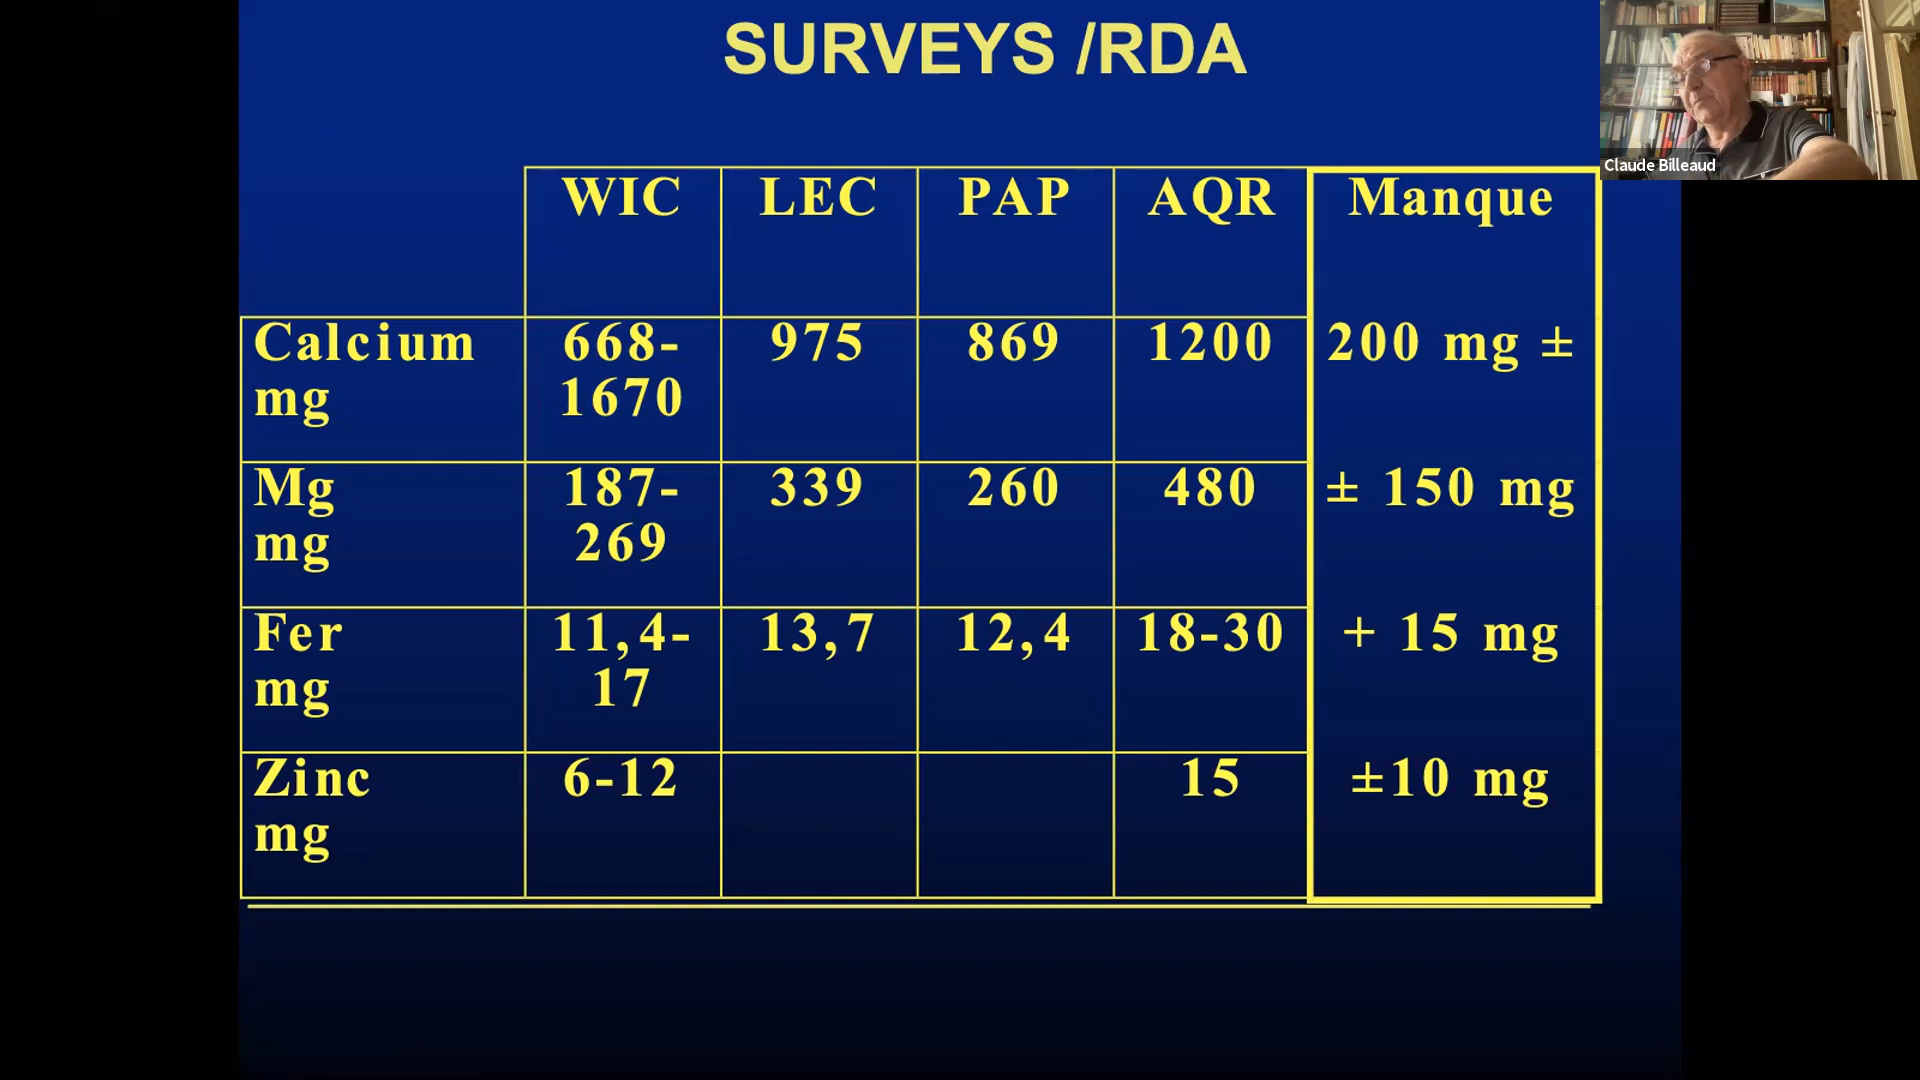 SURVEYS /RDA
Claude Billeaud
WIC LEC PAP AQR Manque
Calcium 668- 975 869 1200 200 mg ±
mg 1670
Mg 187- 339 260 480 ± 150 mg
mg 269
Fer 11,4- 13,7 12,4 18-30 + 15 mg
mg 17
Zinc 6-12 15 ±10 mg
mg